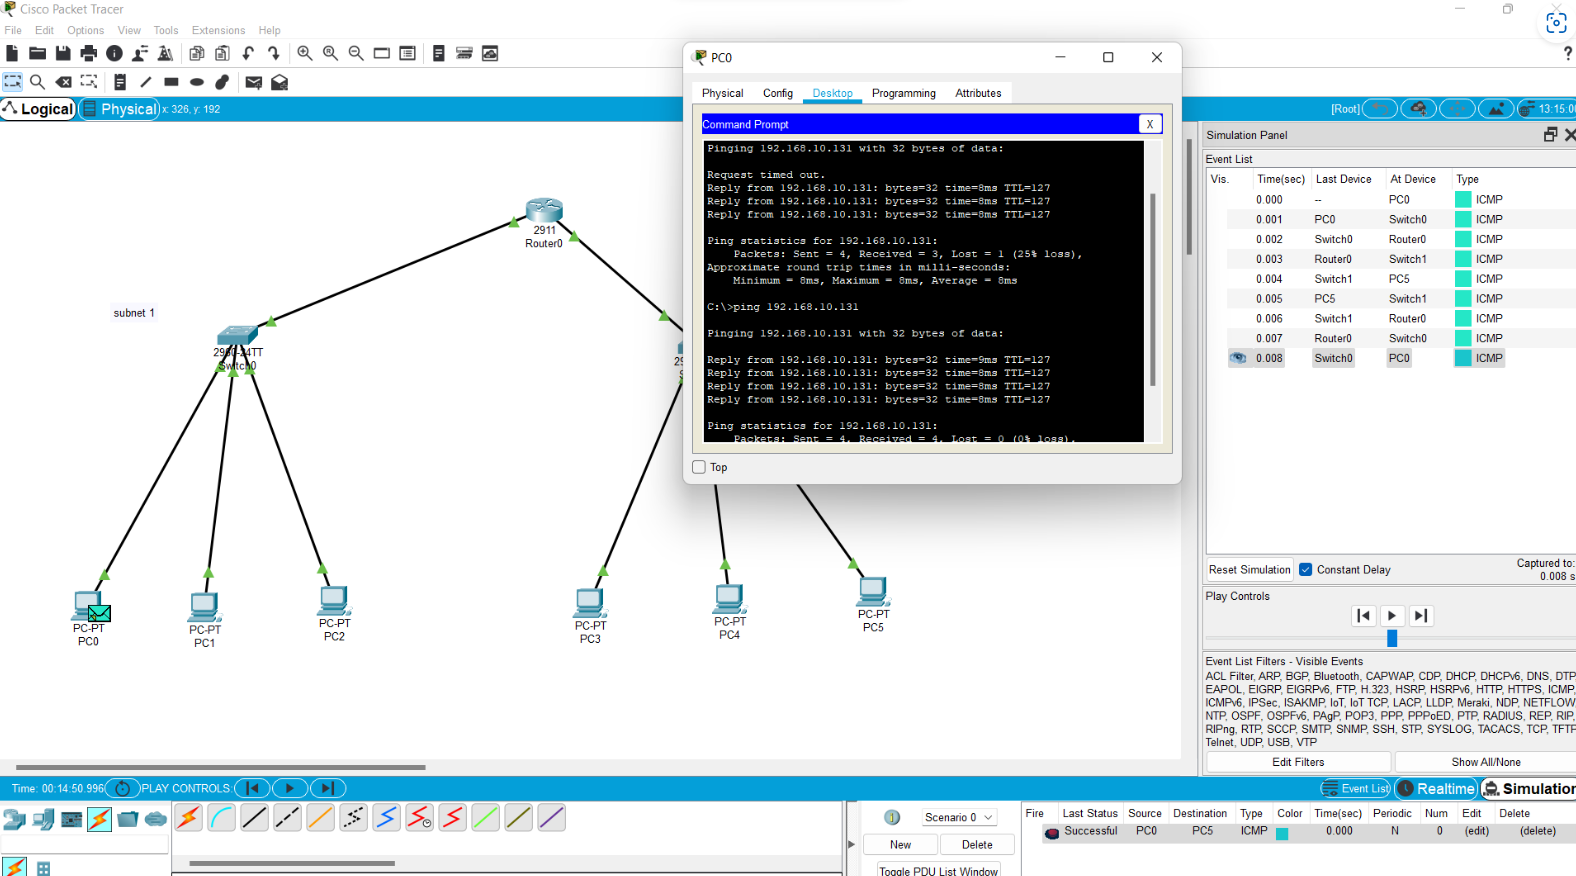 Cisco Packet Tracer
File Edit Options View Tools Extensions Help
?
Logical Physical x: 326, y: 192
[Root] 13:15:00
2911
Router0
subnet 1
2960-24TT
Switch0
29
S
PC-PT
PC0
PC-PT
PC1
PC-PT
PC2
PC-PT
PC3
PC-PT
PC4
PC-PT
PC5
PC0
Physical Config Desktop Programming Attributes
Command Prompt X
Pinging 192.168.10.131 with 32 bytes of data:
Request timed out.
Reply from 192.168.10.131: bytes=32 time=8ms TTL=127
Reply from 192.168.10.131: bytes=32 time=8ms TTL=127
Reply from 192.168.10.131: bytes=32 time=8ms TTL=127
Ping statistics for 192.168.10.131:
Packets: Sent = 4, Received = 3, Lost = 1 (25% loss),
Approximate round trip times in milli-seconds:
Minimum = 8ms, Maximum = 8ms, Average = 8ms
C:\>ping 192.168.10.131
Pinging 192.168.10.131 with 32 bytes of data:
Reply from 192.168.10.131: bytes=32 time=9ms TTL=127
Reply from 192.168.10.131: bytes=32 time=8ms TTL=127
Reply from 192.168.10.131: bytes=32 time=8ms TTL=127
Reply from 192.168.10.131: bytes=32 time=8ms TTL=127
Ping statistics for 192.168.10.131:
Packets: Sent = 4, Received = 4, Lost = 0 (0% loss),
Top
Simulation Panel
Event List
Vis. Time(sec) Last Device At Device Type
0.000 -- PC0 ICMP
0.001 PC0 Switch0 ICMP
0.002 Switch0 Router0 ICMP
0.003 Router0 Switch1 ICMP
0.004 Switch1 PC5 ICMP
0.005 PC5 Switch1 ICMP
0.006 Switch1 Router0 ICMP
0.007 Router0 Switch0 ICMP
0.008 Switch0 PC0 ICMP
Reset Simulation Constant Delay Captured to:
0.008 s
Play Controls
Event List Filters - Visible Events
ACL Filter, ARP, BGP, Bluetooth, CAPWAP, CDP, DHCP, DHCPv6, DNS, DTP,
EAPOL, EIGRP, EIGRPv6, FTP, H.323, HSRP, HSRPv6, HTTP, HTTPS, ICMP,
ICMPv6, IPSec, ISAKMP, IoT, IoT TCP, LACP, LLDP, Meraki, NDP, NETFLOW,
NTP, OSPF, OSPFv6, PAgP, POP3, PPP, PPPoED, PTP, RADIUS, REP, RIP,
RIPng, RTP, SCCP, SMTP, SNMP, SSH, STP, SYSLOG, TACACS, TCP, TFTP
Telnet, UDP, USB, VTP
Edit Filters Show All/None
Time: 00:14:50.996 PLAY CONTROLS:
Event List Realtime Simulation
Scenario 0
New Delete
Toggle PDU List Window
Fire Last Status Source Destination Type Color Time(sec) Periodic Num Edit Delete
Successful PC0 PC5 ICMP 0.000 N 0 (edit) (delete)